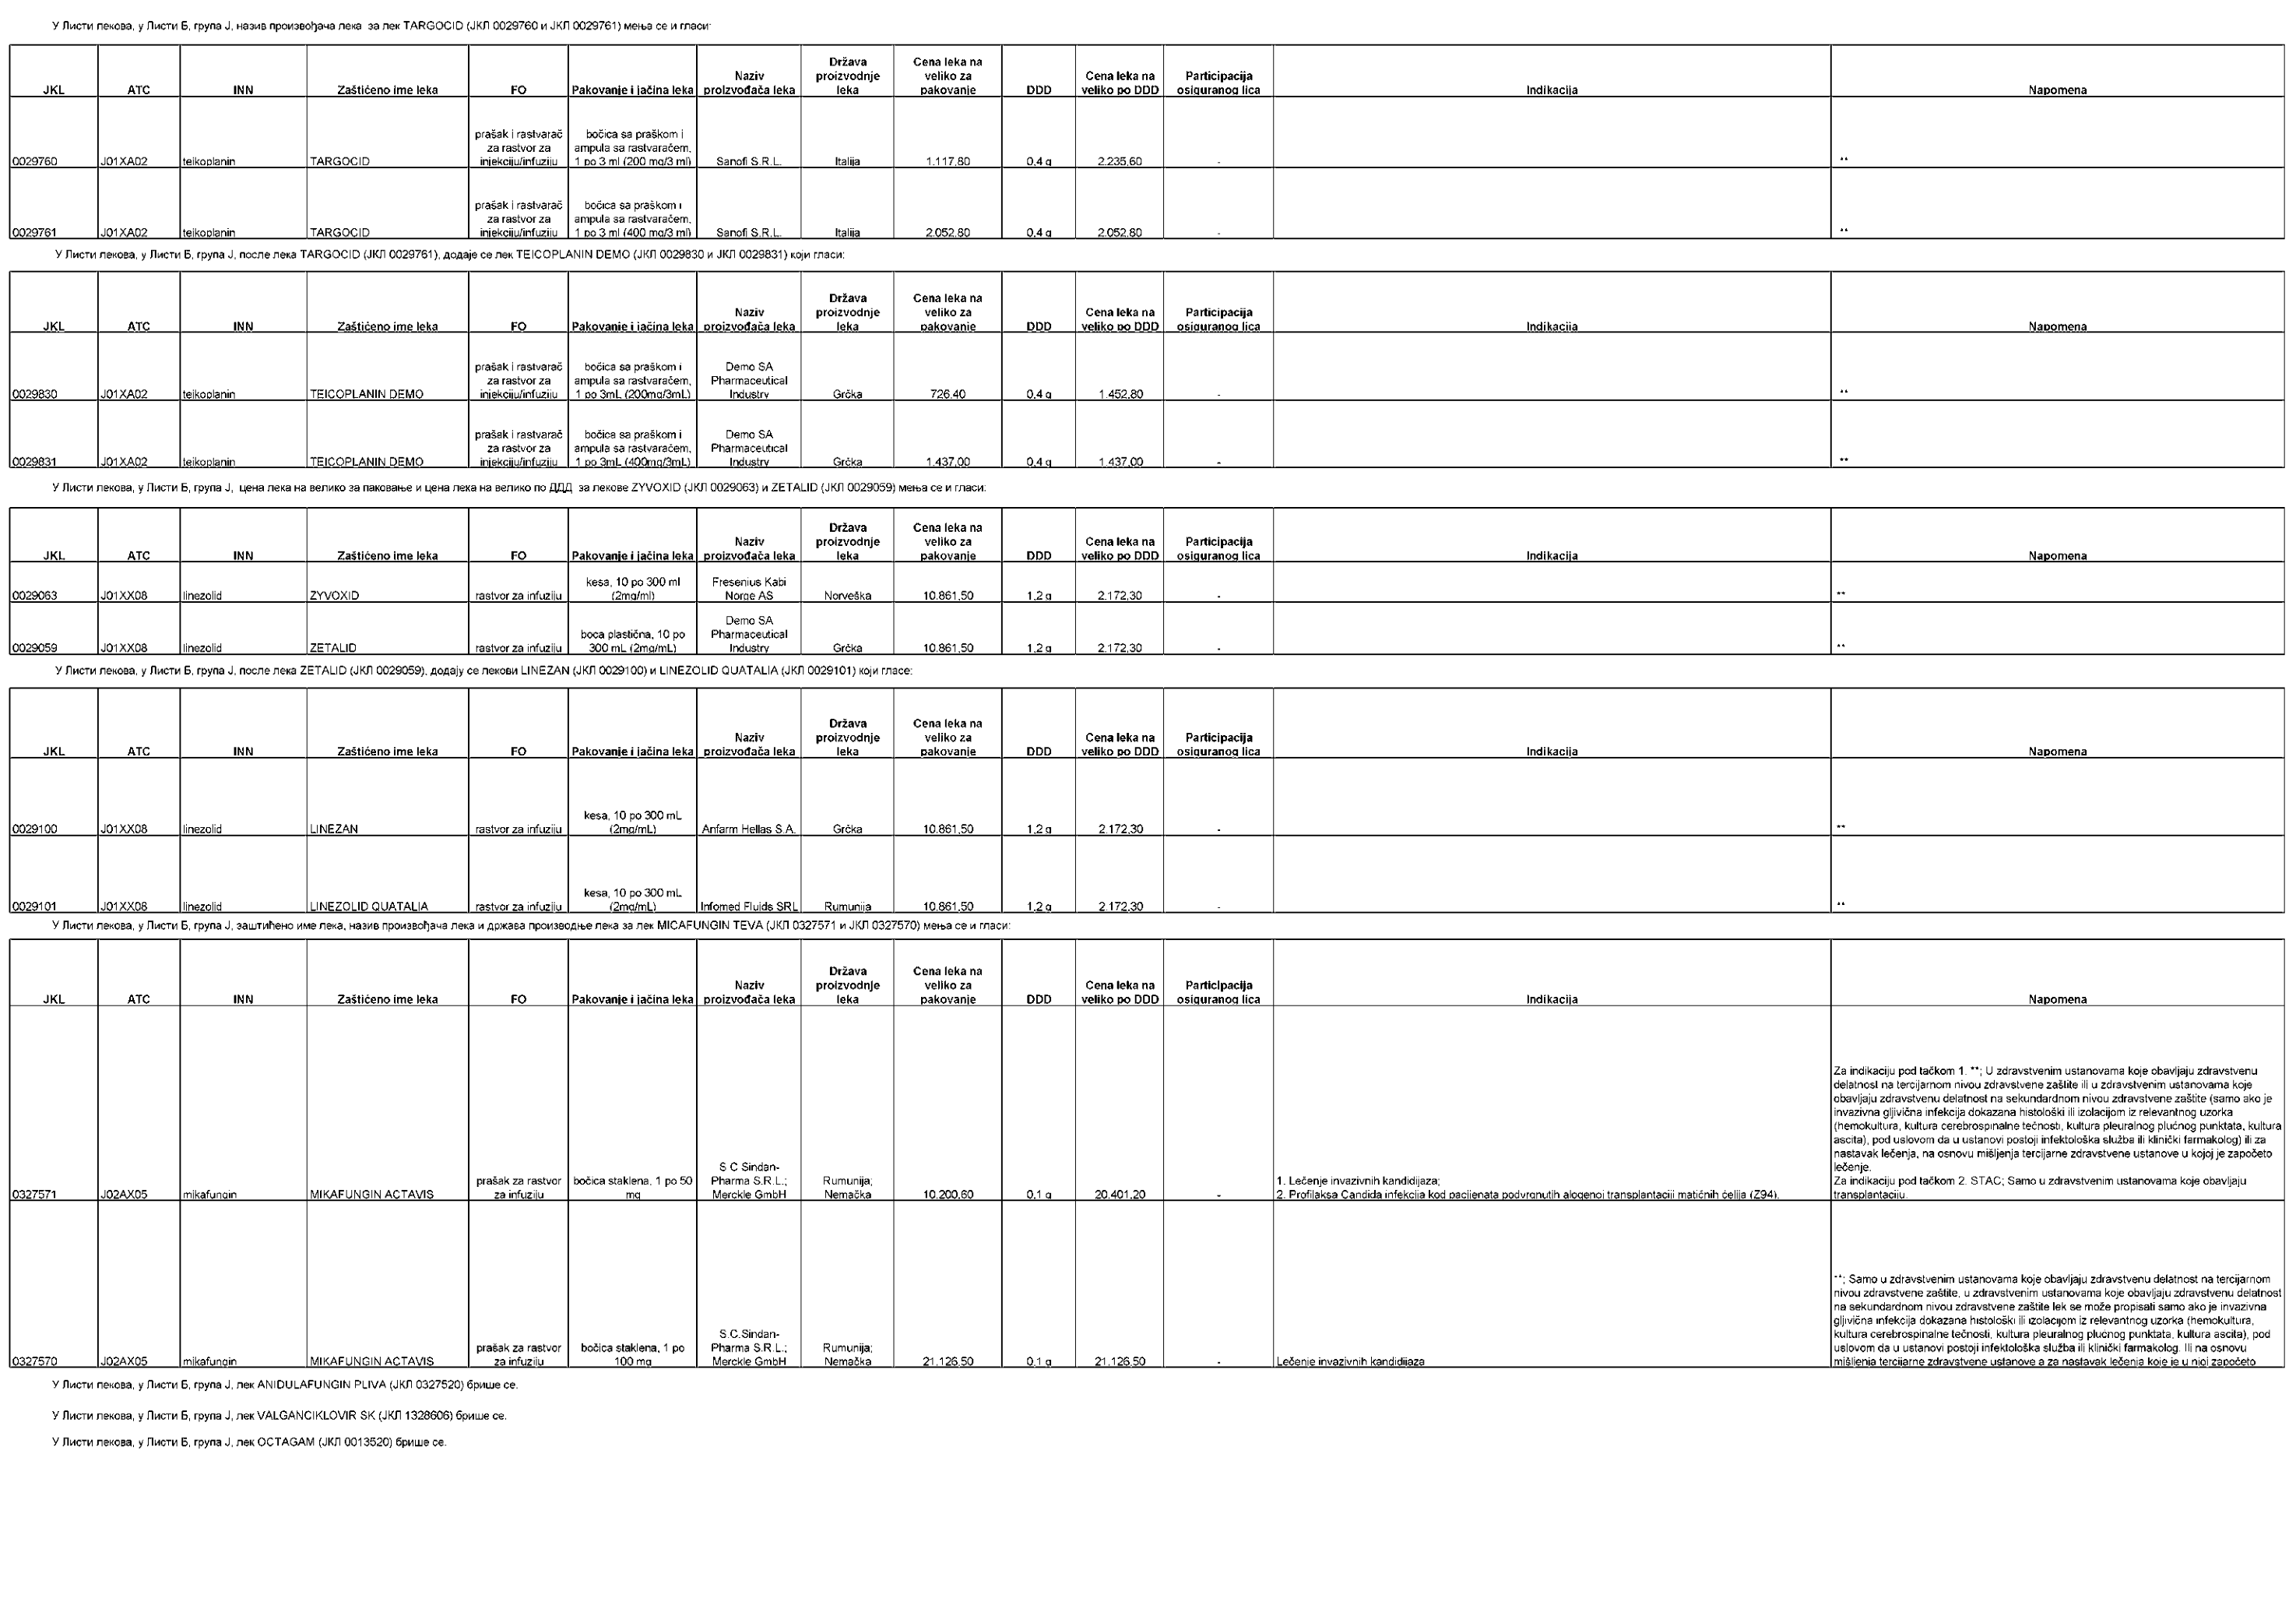 У Листи лекова, у Листи Б, група Ј, назив произвођача лека за лек TARGOCID (ЈКЛ 0029760 и ЈКЛ 0029761) мења се и гласи:
JKL ATC INN Zaštićeno ime leka FO Pakovanje i jačina leka Naziv proizvođača leka Država proizvodnje leka Cena leka na veliko za pakovanje DDD Cena leka na veliko po DDD Participacija osiguranog lica Indikacija Napomena
0029760 J01XA02 teikoplanin TARGOCID prašak i rastvarač za rastvor za injekciju/infuziju bočica sa praškom i ampula sa rastvaračem, 1 po 3 ml (200 mg/3 ml) Sanofi S.R.L. Italija 1.117,80 0,4 g 2.235,60 - **
0029761 J01XA02 teikoplanin TARGOCID prašak i rastvarač za rastvor za injekciju/infuziju bočica sa praškom i ampula sa rastvaračem, 1 po 3 ml (400 mg/3 ml) Sanofi S.R.L. Italija 2.052,80 0,4 g 2.052,80 - **
У Листи лекова, у Листи Б, група Ј, после лека TARGOCID (ЈКЛ 0029761), додаје се лек TEICOPLANIN DEMO (ЈКЛ 0029830 и ЈКЛ 0029831) који гласи:
JKL ATC INN Zaštićeno ime leka FO Pakovanje i jačina leka Naziv proizvođača leka Država proizvodnje leka Cena leka na veliko za pakovanje DDD Cena leka na veliko po DDD Participacija osiguranog lica Indikacija Napomena
0029830 J01XA02 teikoplanin TEICOPLANIN DEMO prašak i rastvarač za rastvor za injekciju/infuziju bočica sa praškom i ampula sa rastvaračem, 1 po 3mL (200mg/3mL) Demo SA Pharmaceutical Industry Grčka 726,40 0,4 g 1.452,80 - **
0029831 J01XA02 teikoplanin TEICOPLANIN DEMO prašak i rastvarač za rastvor za injekciju/infuziju bočica sa praškom i ampula sa rastvaračem, 1 po 3mL (400mg/3mL) Demo SA Pharmaceutical Industry Grčka 1.437,00 0,4 g 1.437,00 - **
У Листи лекова, у Листи Б, група Ј, цена лека на велико за паковање и цена лека на велико по ДДД за лекове ZYVOXID (ЈКЛ 0029063) и ZETALID (ЈКЛ 0029059) мења се и гласи:
JKL ATC INN Zaštićeno ime leka FO Pakovanje i jačina leka Naziv proizvođača leka Država proizvodnje leka Cena leka na veliko za pakovanje DDD Cena leka na veliko po DDD Participacija osiguranog lica Indikacija Napomena
0029063 J01XX08 linezolid ZYVOXID rastvor za infuziju kesa, 10 po 300 ml (2mg/ml) Fresenius Kabi Norge AS Norveška 10.861,50 1,2 g 2.172,30 - **
0029059 J01XX08 linezolid ZETALID rastvor za infuziju boca plastična, 10 po 300 mL (2mg/mL) Demo SA Pharmaceutical Industry Grčka 10.861,50 1,2 g 2.172,30 - **
У Листи лекова, у Листи Б, група Ј, после лека ZETALID (ЈКЛ 0029059), додају се лекови LINEZAN (ЈКЛ 0029100) и LINEZOLID QUATALIA (ЈКЛ 0029101) који гласе:
JKL ATC INN Zaštićeno ime leka FO Pakovanje i jačina leka Naziv proizvođača leka Država proizvodnje leka Cena leka na veliko za pakovanje DDD Cena leka na veliko po DDD Participacija osiguranog lica Indikacija Napomena
0029100 J01XX08 linezolid LINEZAN rastvor za infuziju kesa, 10 po 300 mL (2mg/mL) Anfarm Hellas S.A. Grčka 10.861,50 1,2 g 2.172,30 - **
0029101 J01XX08 linezolid LINEZOLID QUATALIA rastvor za infuziju kesa, 10 po 300 mL (2mg/mL) Infomed Fluids SRL Rumunija 10.861,50 1,2 g 2.172,30 - **
У Листи лекова, у Листи Б, група Ј, заштићено име лека, назив произвођача лека и држава производње лека за лек MICAFUNGIN TEVA (ЈКЛ 0327571 и ЈКЛ 0327570) мења се и гласи:
JKL ATC INN Zaštićeno ime leka FO Pakovanje i jačina leka Naziv proizvođača leka Država proizvodnje leka Cena leka na veliko za pakovanje DDD Cena leka na veliko po DDD Participacija osiguranog lica Indikacija Napomena
0327571 J02AX05 mikafungin MIKAFUNGIN ACTAVIS prašak za rastvor za infuziju bočica staklena, 1 po 50 mg S.C.Sindan-Pharma S.R.L.; Merckle GmbH Rumunija; Nemačka 10.200,60 0,1 g 20.401,20 -
1. Lečenje invazivnih kandidijaza;
2. Profilaksa Candida infekcija kod pacijenata podvrgnutih alogenoj transplantaciji matičnih ćelija (Z94).
Za indikaciju pod tačkom 1. **; U zdravstvenim ustanovama koje obavljaju zdravstvenu
delatnost na tercijarnom nivou zdravstvene zaštite ili u zdravstvenim ustanovama koje
obavljaju zdravstvenu delatnost na sekundardnom nivou zdravstvene zaštite (samo ako je
invazivna gljivična infekcija dokazana histološki ili izolacijom iz relevantnog uzorka
(hemokultura, kultura cerebrospinalne tečnosti, kultura pleuralnog plućnog punktata, kultura
ascita), pod uslovom da u ustanovi postoji infektološka služba ili klinički farmakolog) ili za
nastavak lečenja, na osnovu mišljenja tercijarne zdravstvene ustanove u kojoj je započeto
lečenje.
Za indikaciju pod tačkom 2. STAC; Samo u zdravstvenim ustanovama koje obavljaju
transplantaciju.
0327570 J02AX05 mikafungin MIKAFUNGIN ACTAVIS prašak za rastvor za infuziju bočica staklena, 1 po 100 mg S.C.Sindan-Pharma S.R.L.; Merckle GmbH Rumunija; Nemačka 21.126,50 0,1 g 21.126,50 - Lečenje invazivnih kandidijaza
**; Samo u zdravstvenim ustanovama koje obavljaju zdravstvenu delatnost na tercijarnom
nivou zdravstvene zaštite, u zdravstvenim ustanovama koje obavljaju zdravstvenu delatnost
na sekundardnom nivou zdravstvene zaštite lek se može propisati samo ako je invazivna
gljivična infekcija dokazana histološki ili izolacijom iz relevantnog uzorka (hemokultura,
kultura cerebrospinalne tečnosti, kultura pleuralnog plućnog punktata, kultura ascita), pod
uslovom da u ustanovi postoji infektološka služba ili klinički farmakolog. Ili na osnovu
mišljenja tercijarne zdravstvene ustanove a za nastavak lečenja koje je u njoj započeto
У Листи лекова, у Листи Б, група Ј, лек ANIDULAFUNGIN PLIVA (ЈКЛ 0327520) брише се.
У Листи лекова, у Листи Б, група Ј, лек VALGANCIKLOVIR SK (ЈКЛ 1328606) брише се.
У Листи лекова, у Листи Б, група Ј, лек OCTAGAM (ЈКЛ 0013520) брише се.